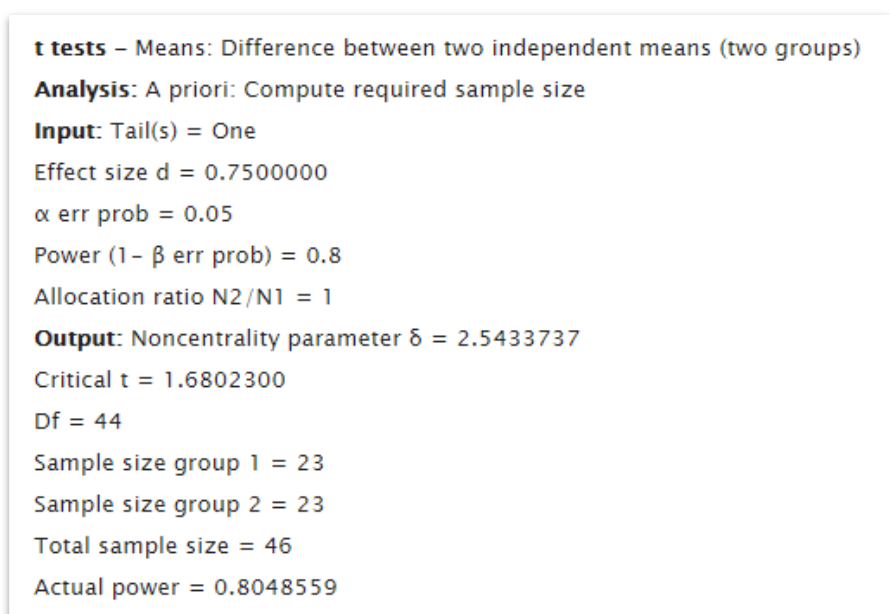 t tests – Means: Difference between two independent means (two groups)
Analysis: A priori: Compute required sample size
Input: Tail(s) = One
Effect size d = 0.7500000
α err prob = 0.05
Power (1– β err prob) = 0.8
Allocation ratio N2/N1 = 1
Output: Noncentrality parameter δ = 2.5433737
Critical t = 1.6802300
Df = 44
Sample size group 1 = 23
Sample size group 2 = 23
Total sample size = 46
Actual power = 0.8048559